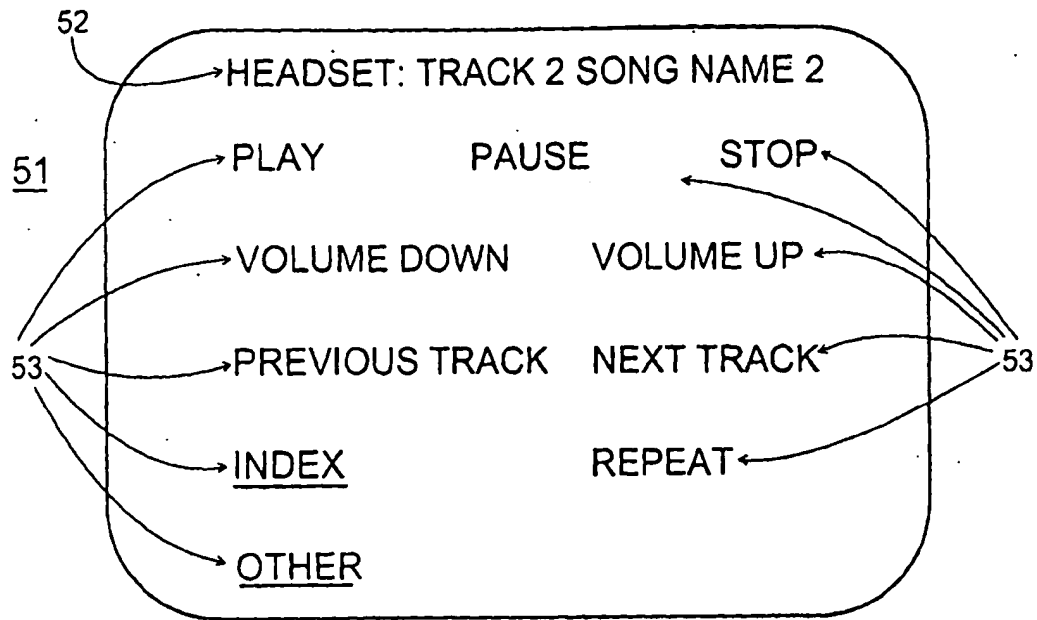 52
HEADSET: TRACK 2 SONG NAME 2
PLAY PAUSE STOP
51
VOLUME DOWN VOLUME UP
53 PREVIOUS TRACK NEXT TRACK 53
INDEX REPEAT
OTHER